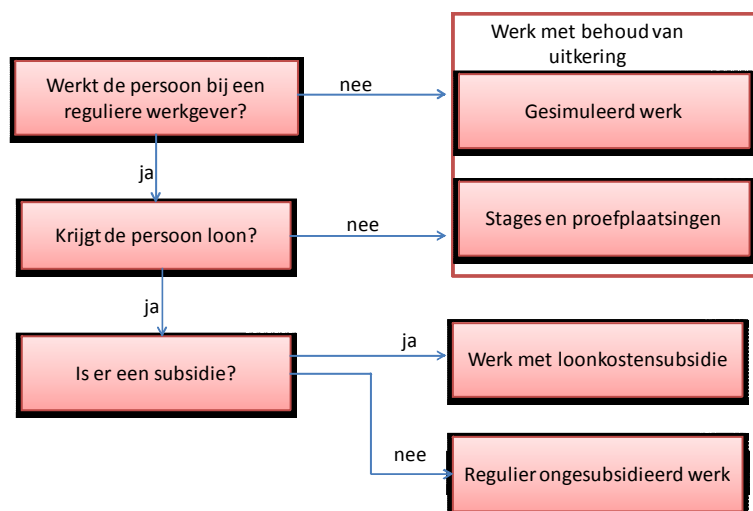 Werk met behoud van
uitkering
Werkt de persoon bij een
reguliere werkgever?
nee
Gesimuleerd werk
ja
Krijgt de persoon loon?
nee
Stages en proefplaatsingen
ja
Is er een subsidie?
ja
Werk met loonkostensubsidie
nee
Regulier ongesubsidieerd werk